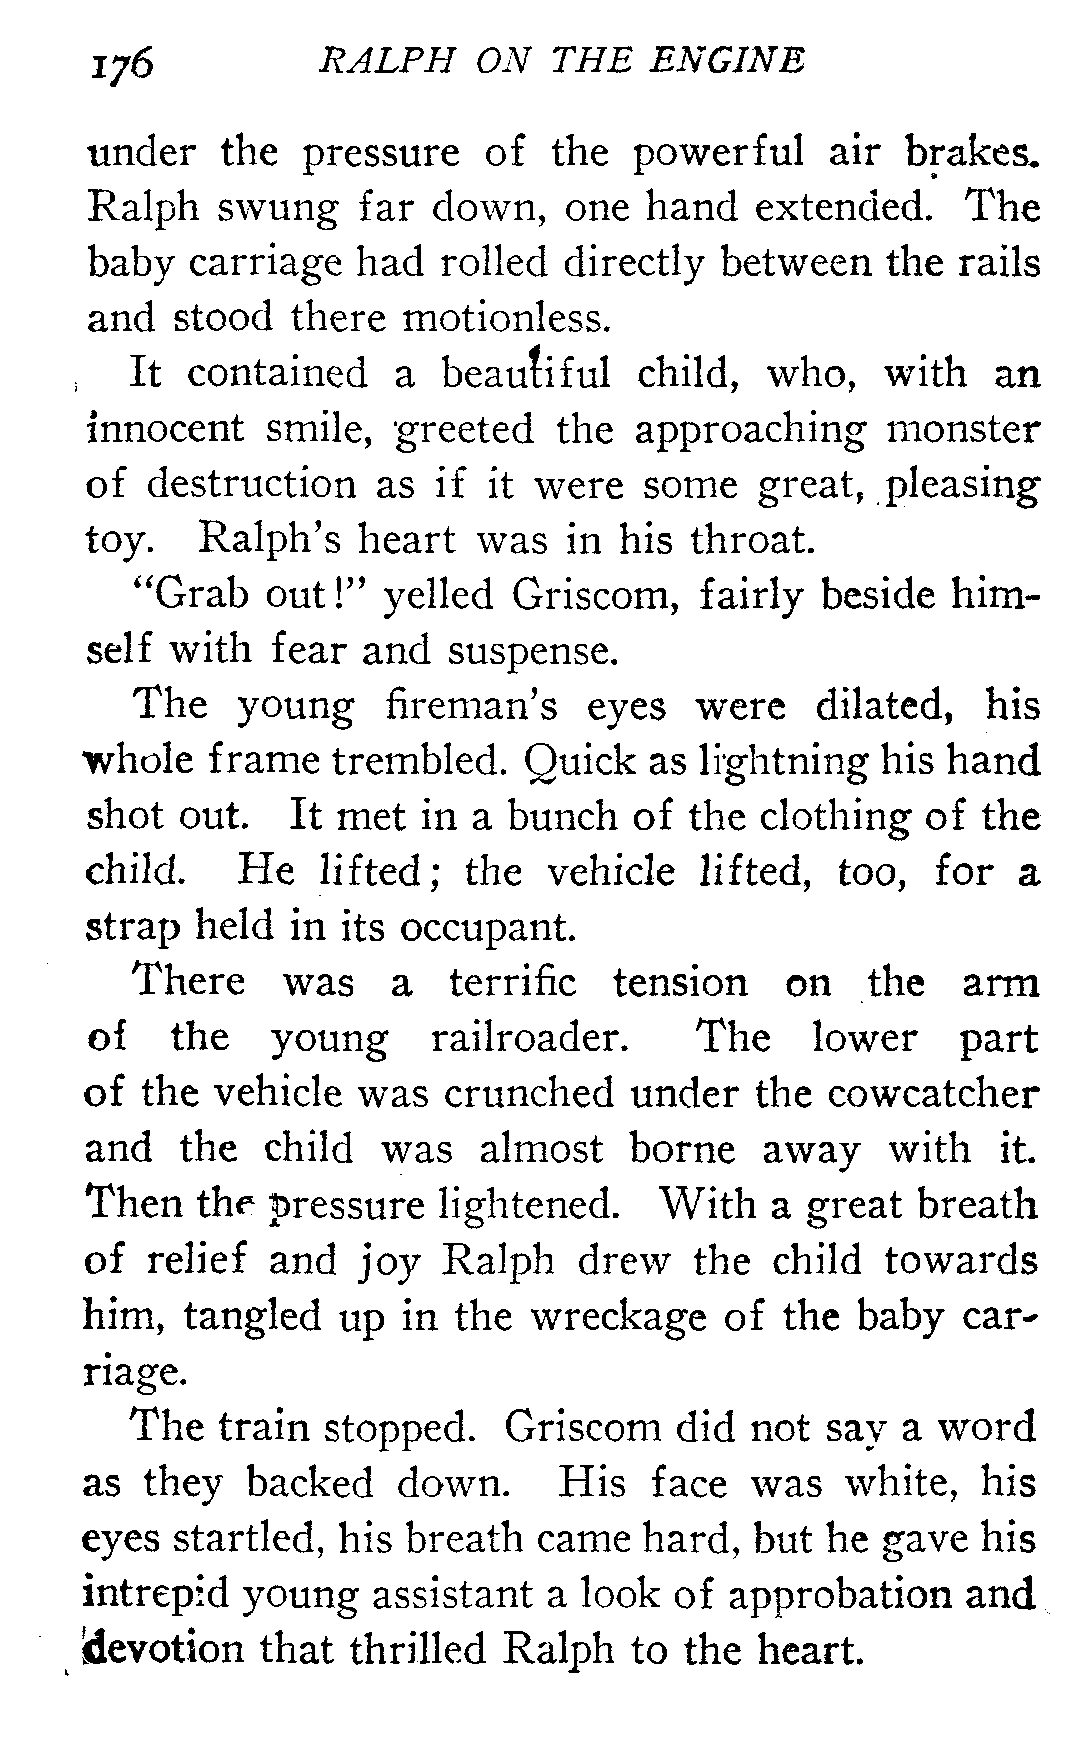 176 RALPH ON THE ENGINE
under the pressure of the powerful air brakes.
Ralph swung far down, one hand extended. The
baby carriage had rolled directly between the rails
and stood there motionless.
It contained a beautiful child, who, with an
innocent smile, greeted the approaching monster
of destruction as if it were some great, pleasing
toy. Ralph's heart was in his throat.
"Grab out!" yelled Griscom, fairly beside him-
self with fear and suspense.
The young fireman's eyes were dilated, his
whole frame trembled. Quick as lightning his hand
shot out. It met in a bunch of the clothing of the
child. He lifted; the vehicle lifted, too, for a
strap held in its occupant.
There was a terrific tension on the arm
of the young railroader. The lower part
of the vehicle was crunched under the cowcatcher
and the child was almost borne away with it.
Then the pressure lightened. With a great breath
of relief and joy Ralph drew the child towards
him, tangled up in the wreckage of the baby car-
riage.
The train stopped. Griscom did not say a word
as they backed down. His face was white, his
eyes startled, his breath came hard, but he gave his
intrepid young assistant a look of approbation and
devotion that thrilled Ralph to the heart.